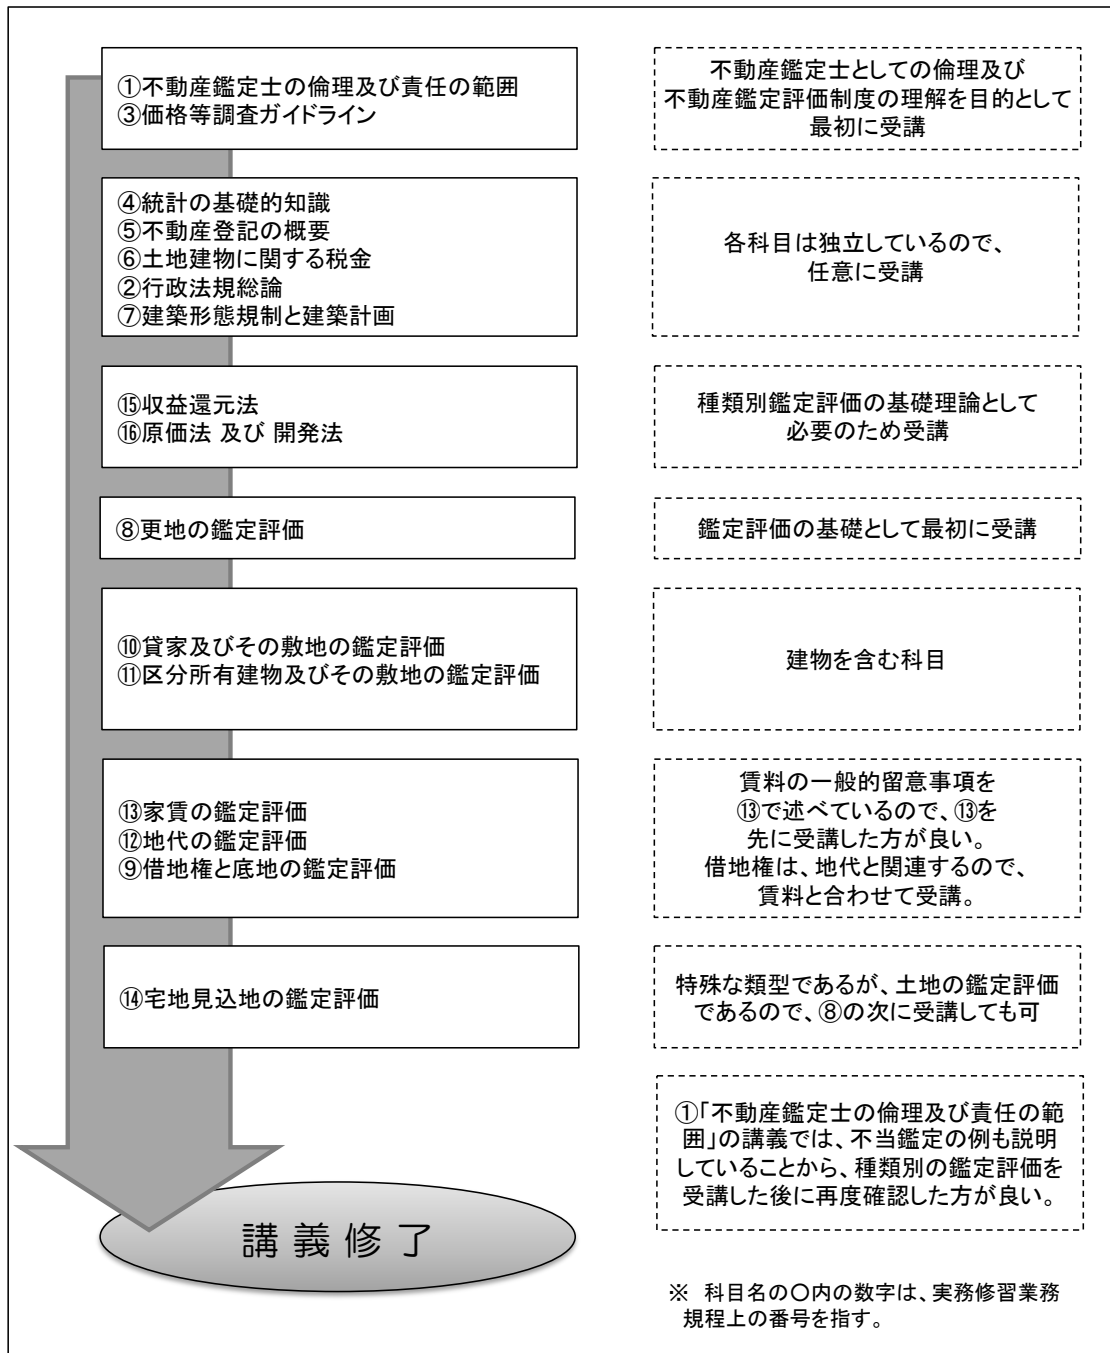 ①不動産鑑定士の倫理及び責任の範囲
③価格等調査ガイドライン
不動産鑑定士としての倫理及び
不動産鑑定評価制度の理解を目的として
最初に受講
④統計の基礎的知識
⑤不動産登記の概要
⑥土地建物に関する税金
②行政法規総論
⑦建築形態規制と建築計画
各科目は独立しているので、
任意に受講
⑮収益還元法
⑯原価法 及び 開発法
種類別鑑定評価の基礎理論として
必要のため受講
⑧更地の鑑定評価
鑑定評価の基礎として最初に受講
⑩貸家及びその敷地の鑑定評価
⑪区分所有建物及びその敷地の鑑定評価
建物を含む科目
⑬家賃の鑑定評価
⑫地代の鑑定評価
⑨借地権と底地の鑑定評価
賃料の一般的留意事項を
⑬で述べているので、⑬を
先に受講した方が良い。
借地権は、地代と関連するので、
賃料と合わせて受講。
⑭宅地見込地の鑑定評価
特殊な類型であるが、土地の鑑定評価
であるので、⑧の次に受講しても可
①「不動産鑑定士の倫理及び責任の範
囲」の講義では、不当鑑定の例も説明
していることから、種類別の鑑定評価を
受講した後に再度確認した方が良い。
講義修了
※ 科目名の〇内の数字は、実務修習業務
規程上の番号を指す。